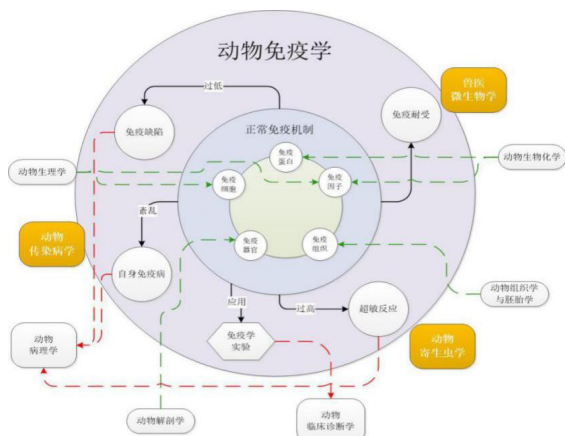 动物免疫学
过低
兽医
微生物学
免疫缺陷
正常免疫机制
免疫耐受
免疫
蛋白
动物生理学
动物生物化学
免疫
细胞
免疫
因子
动物
传染病学
紊乱
免疫
器官
免疫
组织
自身免疫病
动物组织学
与胚胎学
应用
过高
超敏反应
动物
病理学
免疫学
实验
动物
寄生虫学
动物解剖学
动物
临床诊断学